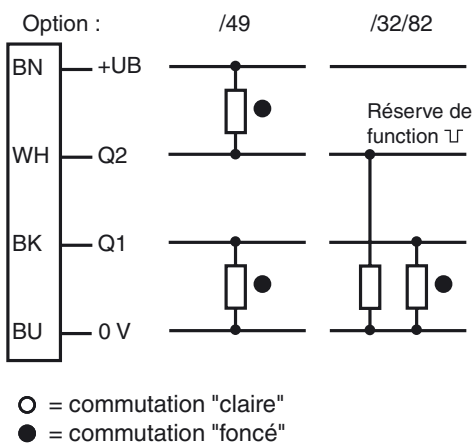 Option : /49 /32/82
BN +UB
Réserve de
function
WH Q2
BK Q1
BU 0 V
= commutation "claire"
= commutation "foncé"